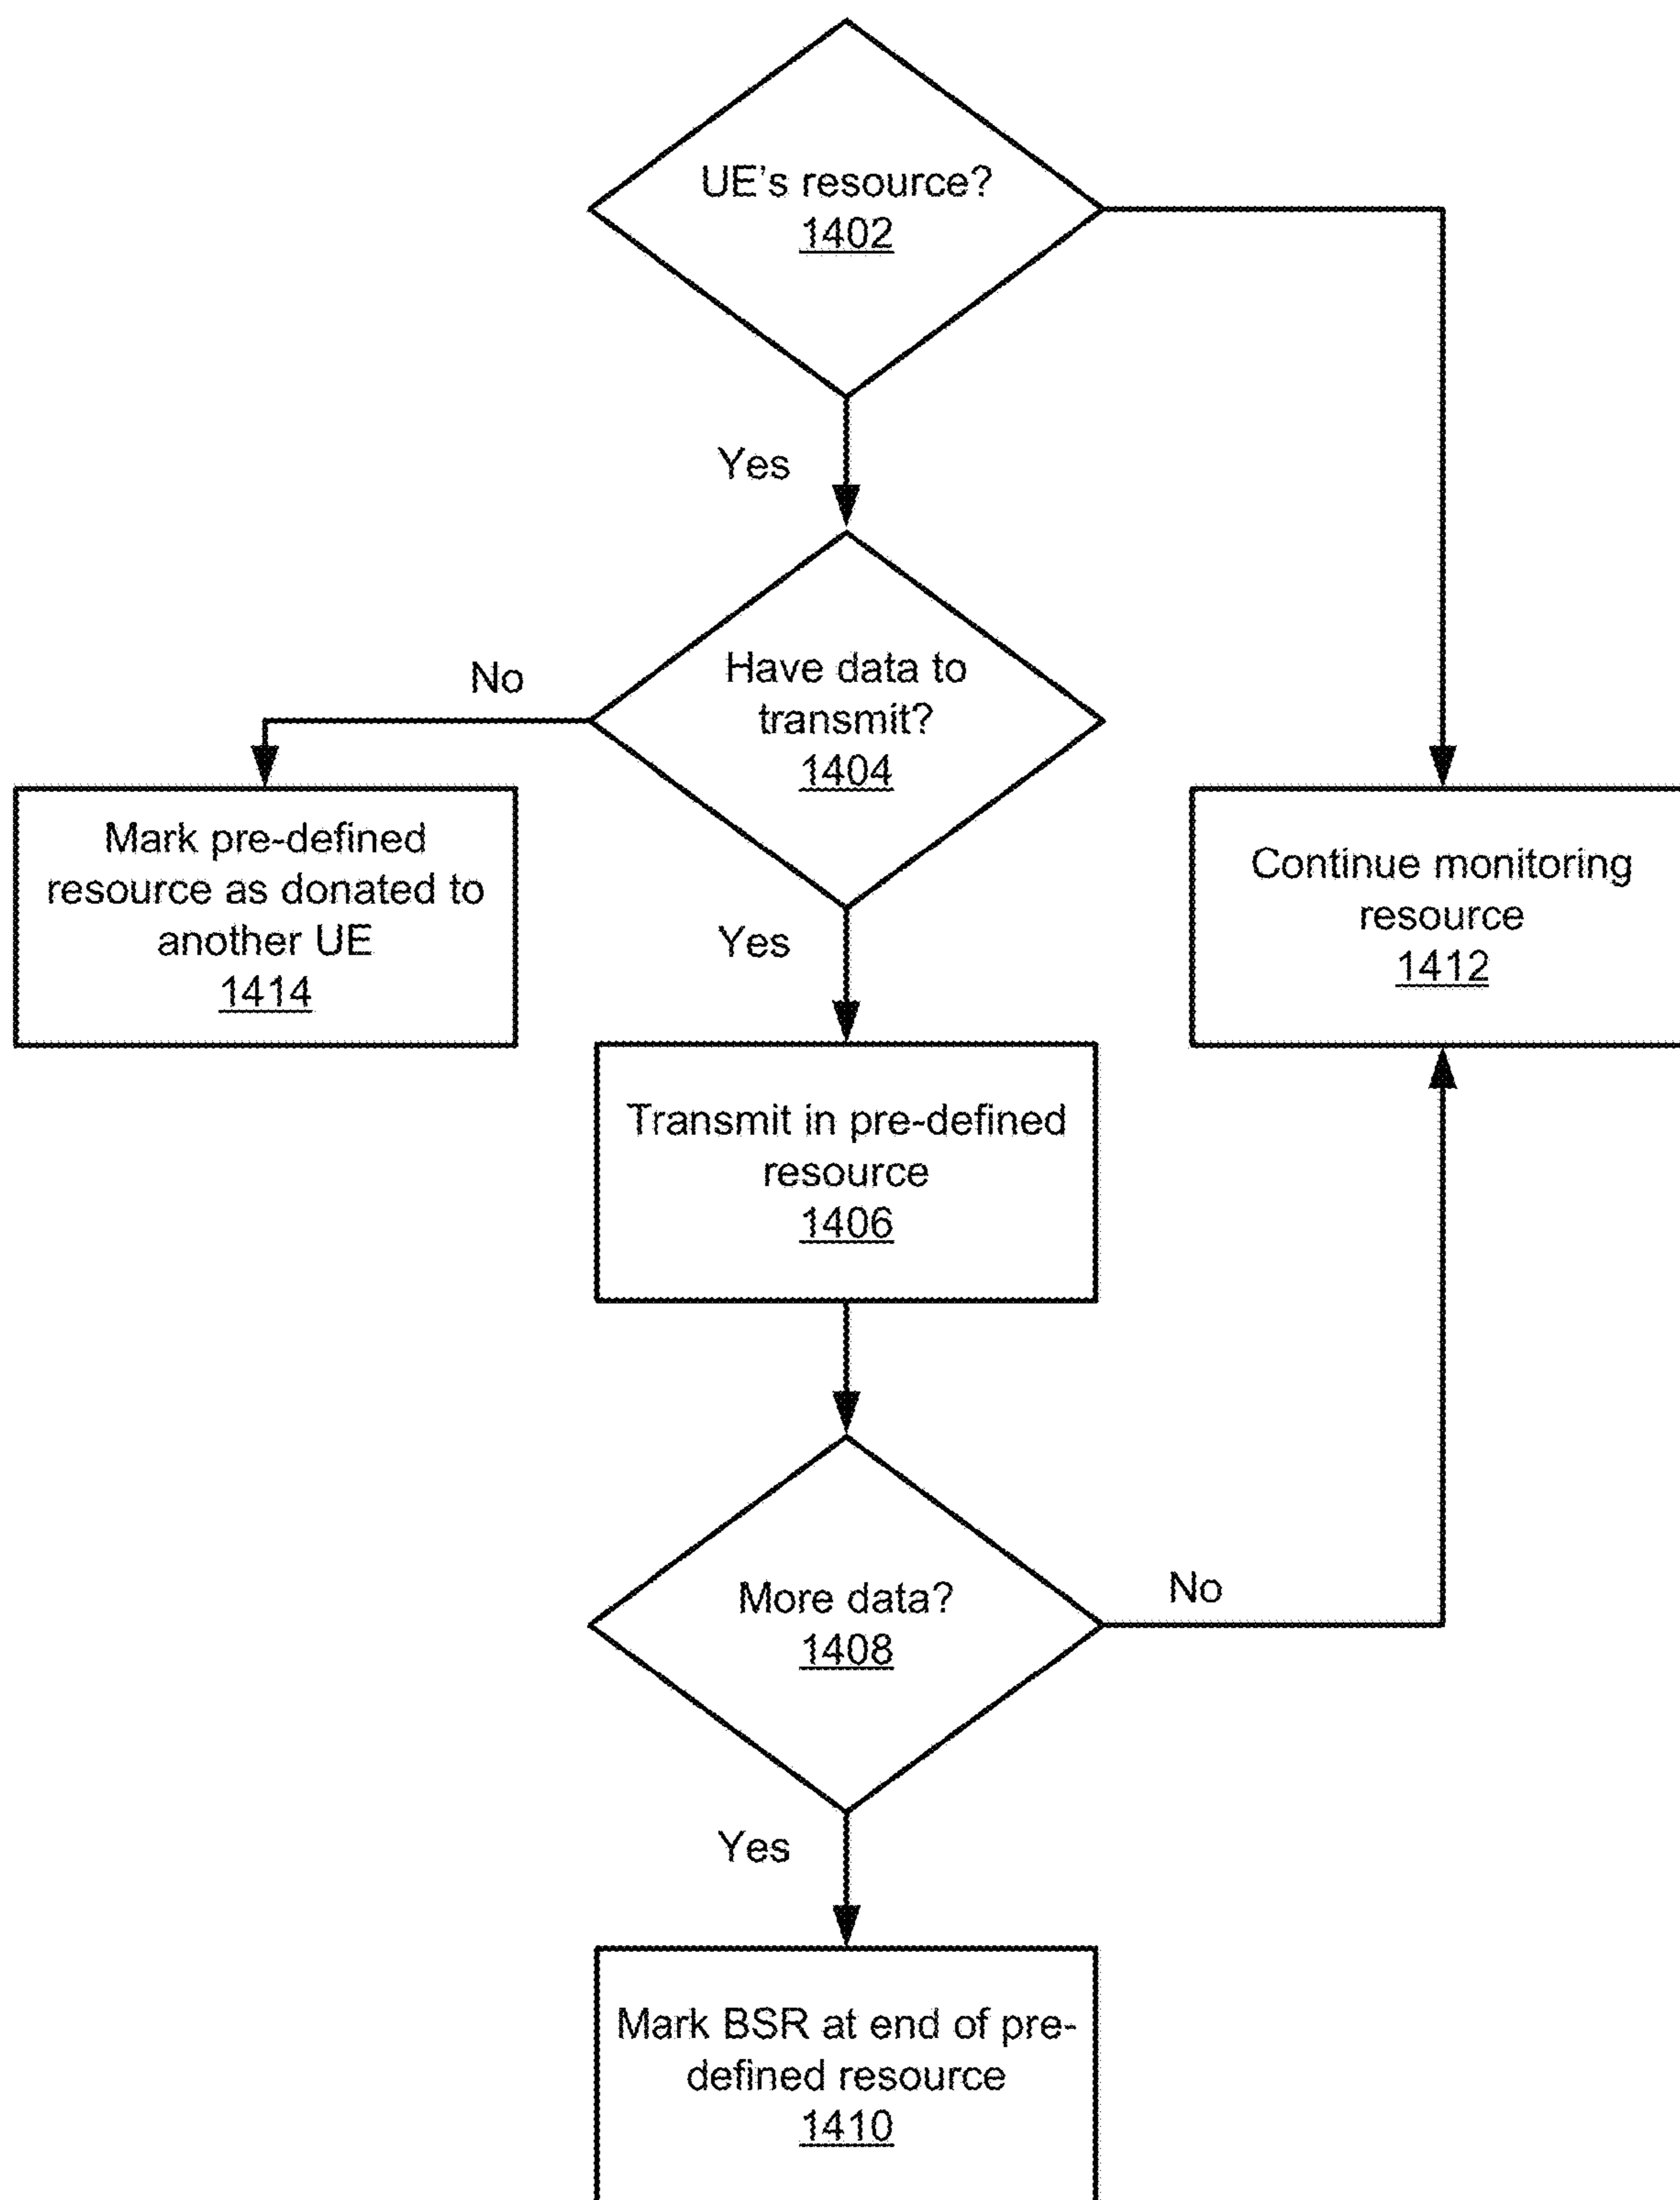 UE's resource?
1402
Yes
Have data to
transmit?
1404
No
Mark pre-defined
resource as donated to
another UE
1414
Continue monitoring
resource
1412
Yes
Transmit in pre-defined
resource
1406
More data?
1408
No
Yes
Mark BSR at end of pre-
defined resource
1410